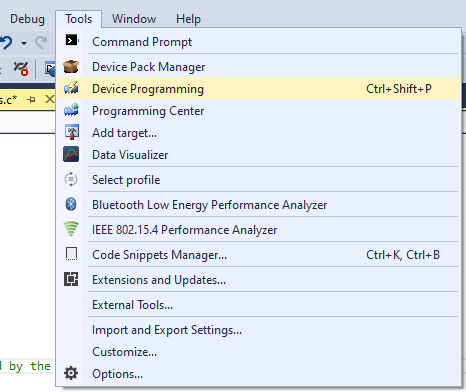 Debug Tools Window Help
Command Prompt
Device Pack Manager
Device Programming Ctrl+Shift+P
s.c*
Programming Center
Add target...
Data Visualizer
Select profile
Bluetooth Low Energy Performance Analyzer
IEEE 802.15.4 Performance Analyzer
Code Snippets Manager... Ctrl+K, Ctrl+B
Extensions and Updates...
External Tools...
Import and Export Settings...
Customize...
d by the
Options...